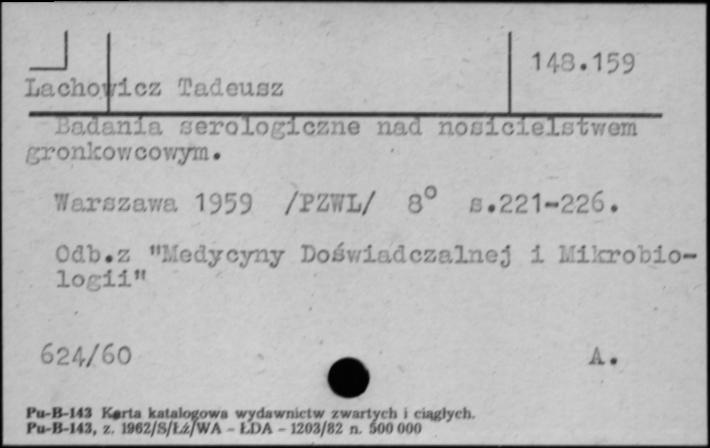 148.159
Lachowicz Tadeusz
Badania serologiczne nad nosicielstwem
gronkowcowym.
Warszawa 1959 /PZWL/ 8° s.221-226.
Odb.z "Medycyny Doświadczalnej i Mikrobio-
logii"
624/60 A.
Pu-B-143 Karta katalogowa wydawnictw zwartych i ciągłych.
Pu-B-143, z. 1962/S/Łź/WA - ŁDA - 1203/82 n. 500 000